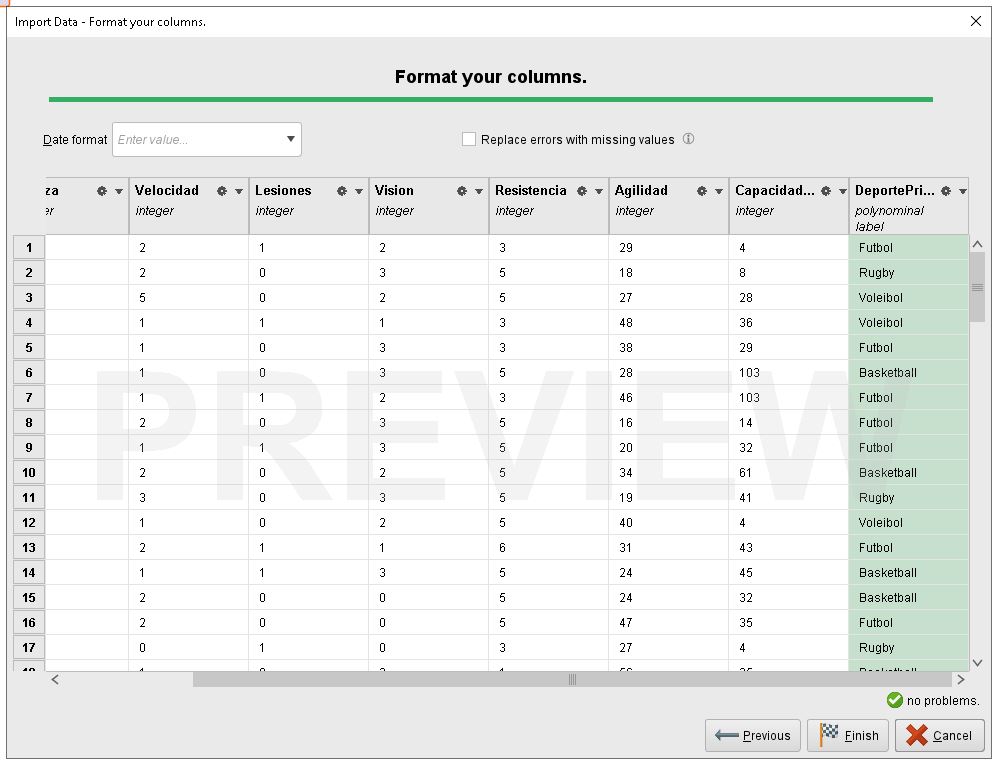 Import Data - Format your columns.
Format your columns.
Date format Enter value... Replace errors with missing values
za Velocidad Lesiones Vision Resistencia Agilidad Capacidad... DeportePri...
er integer integer integer integer integer integer polynominal
label
1 2 1 2 3 29 4 Futbol
2 2 0 3 5 18 8 Rugby
3 5 0 2 5 27 28 Voleibol
4 1 1 1 3 48 36 Voleibol
5 1 0 3 3 38 29 Futbol
6 1 0 3 5 28 103 Basketball
7 1 1 2 3 46 103 Futbol
8 2 0 3 5 16 14 Futbol
9 1 1 3 5 20 32 Futbol
10 2 0 2 5 34 61 Basketball
11 3 0 3 5 19 41 Rugby
12 1 0 2 5 40 4 Voleibol
13 2 1 1 6 31 43 Futbol
14 1 1 3 5 24 45 Basketball
15 2 0 0 5 24 32 Basketball
16 2 0 0 5 47 35 Futbol
17 0 1 0 3 27 4 Rugby
PREVIEW
no problems.
Previous Finish Cancel